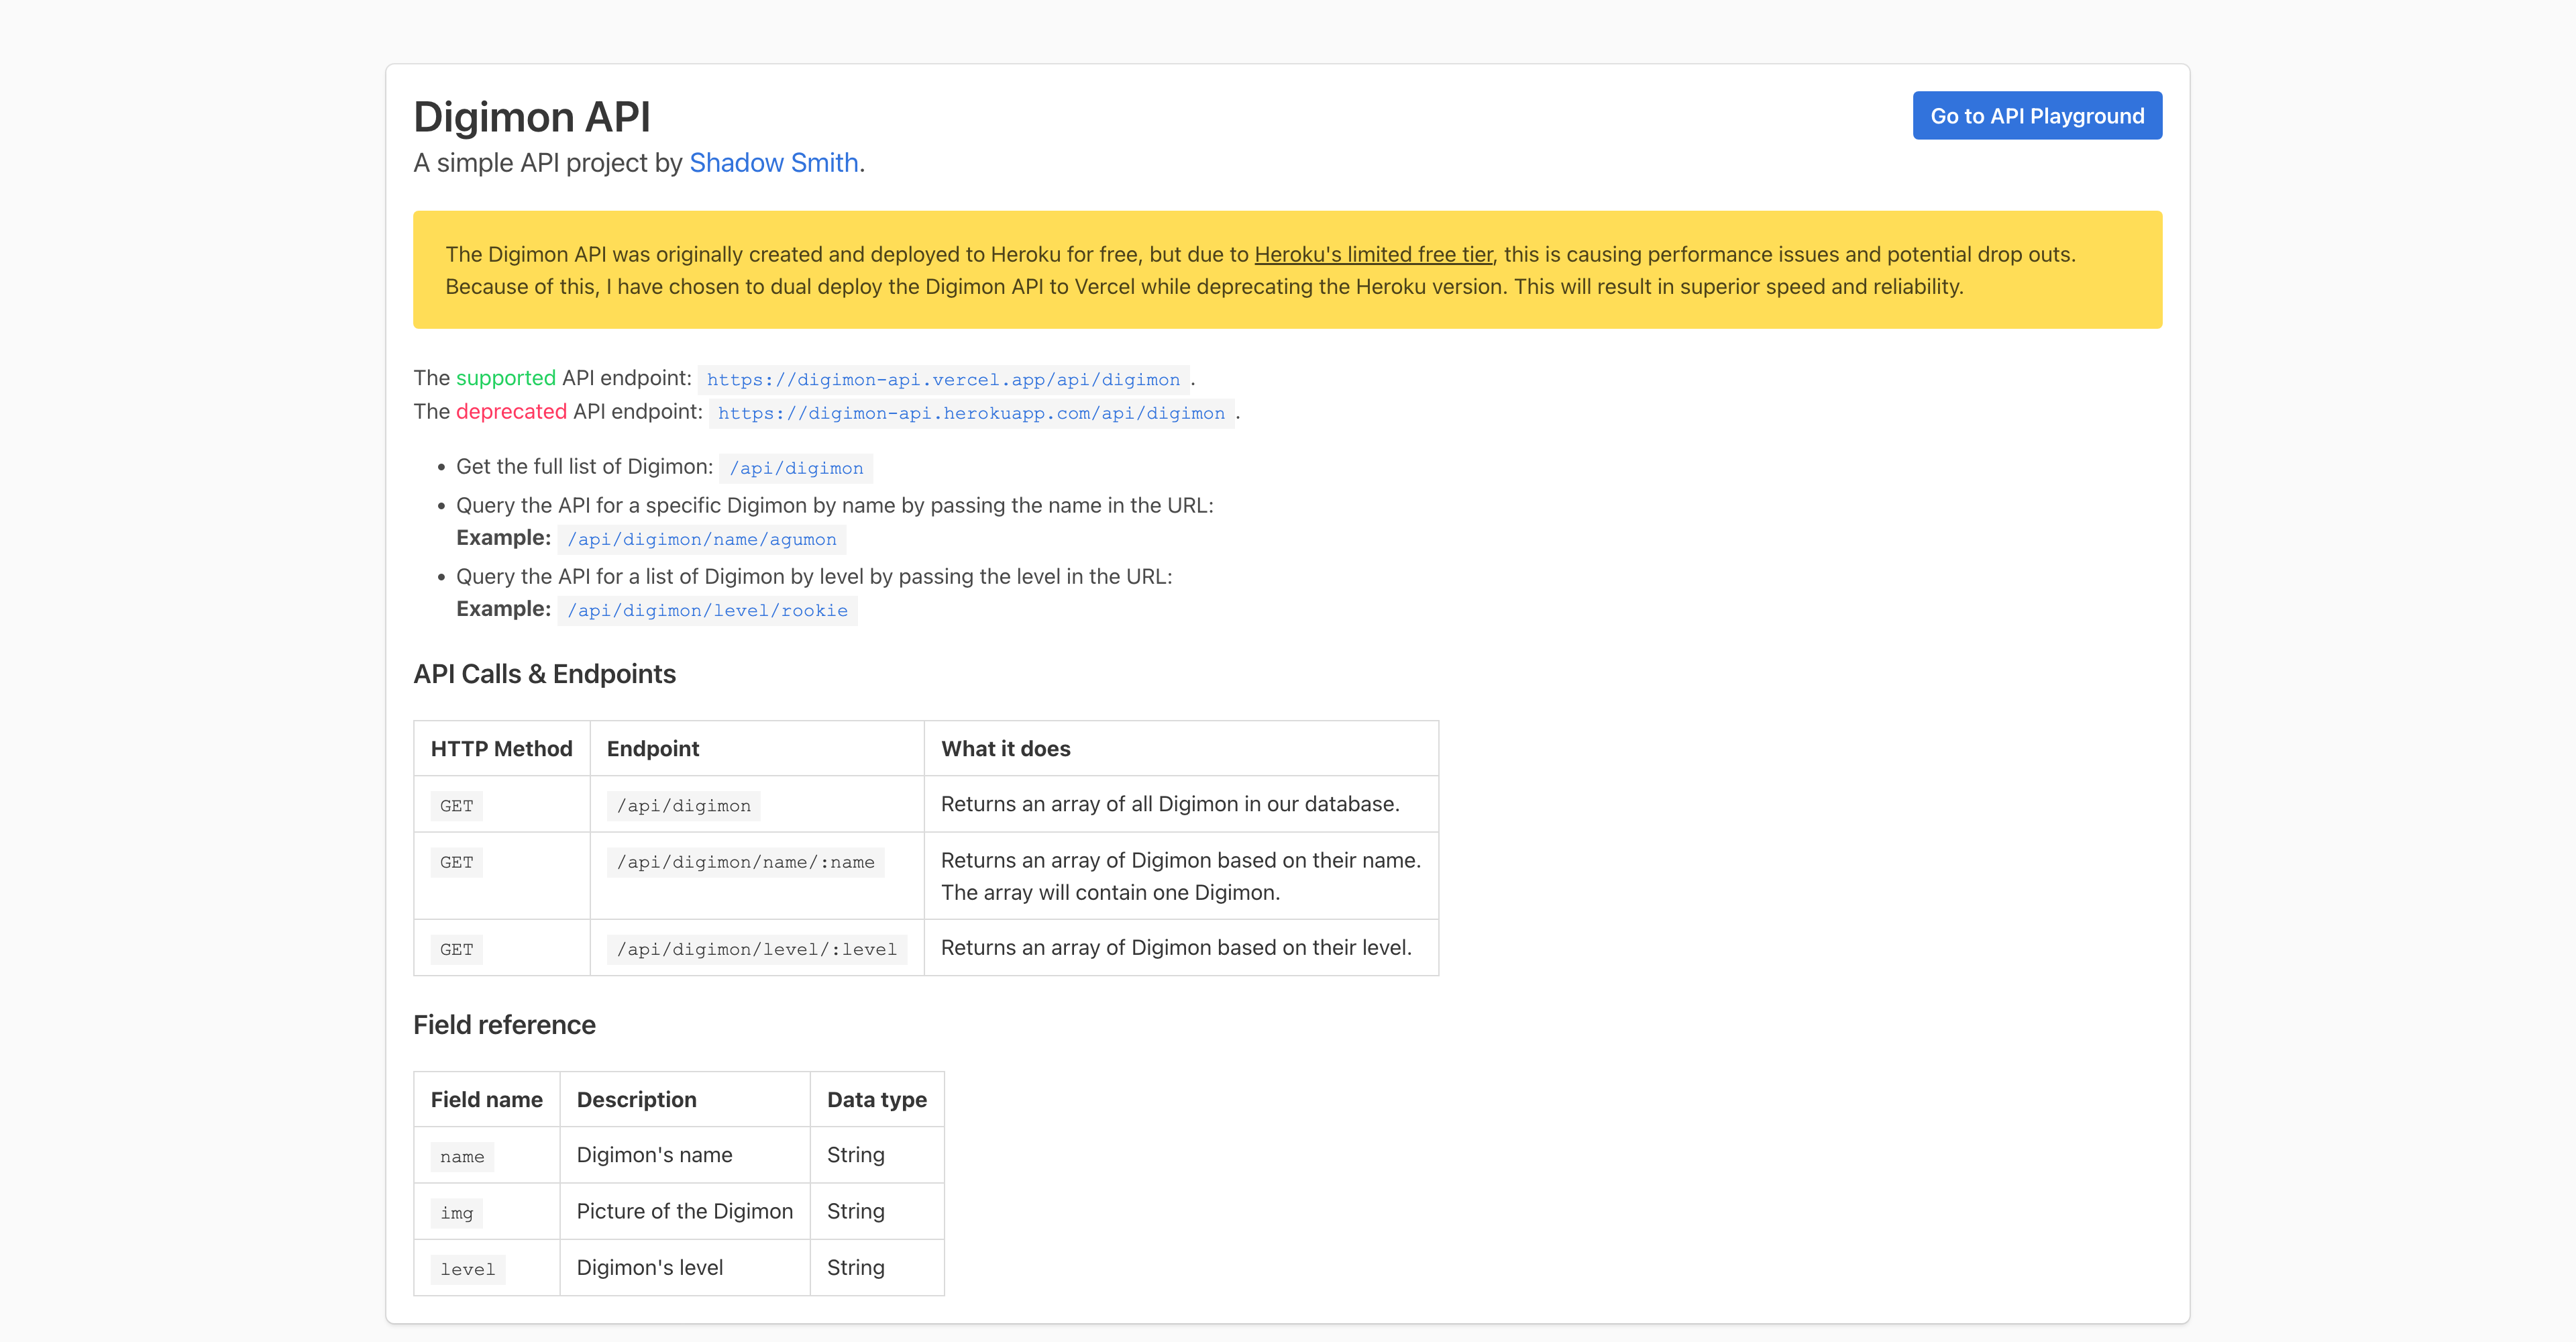 Digimon API
Go to API Playground
A simple API project by Shadow Smith.
The Digimon API was originally created and deployed to Heroku for free, but due to Heroku's limited free tier, this is causing performance issues and potential drop outs.
Because of this, I have chosen to dual deploy the Digimon API to Vercel while deprecating the Heroku version. This will result in superior speed and reliability.
The supported API endpoint: https://digimon-api.vercel.app/api/digimon .
The deprecated API endpoint: https://digimon-api.herokuapp.com/api/digimon .
• Get the full list of Digimon: /api/digimon
• Query the API for a specific Digimon by name by passing the name in the URL:
Example: /api/digimon/name/agumon
• Query the API for a list of Digimon by level by passing the level in the URL:
Example: /api/digimon/level/rookie
API Calls & Endpoints
HTTP Method Endpoint What it does
GET /api/digimon Returns an array of all Digimon in our database.
GET /api/digimon/name/:name Returns an array of Digimon based on their name.
The array will contain one Digimon.
GET /api/digimon/level/:level Returns an array of Digimon based on their level.
Field reference
Field name Description Data type
name Digimon's name String
img Picture of the Digimon String
level Digimon's level String